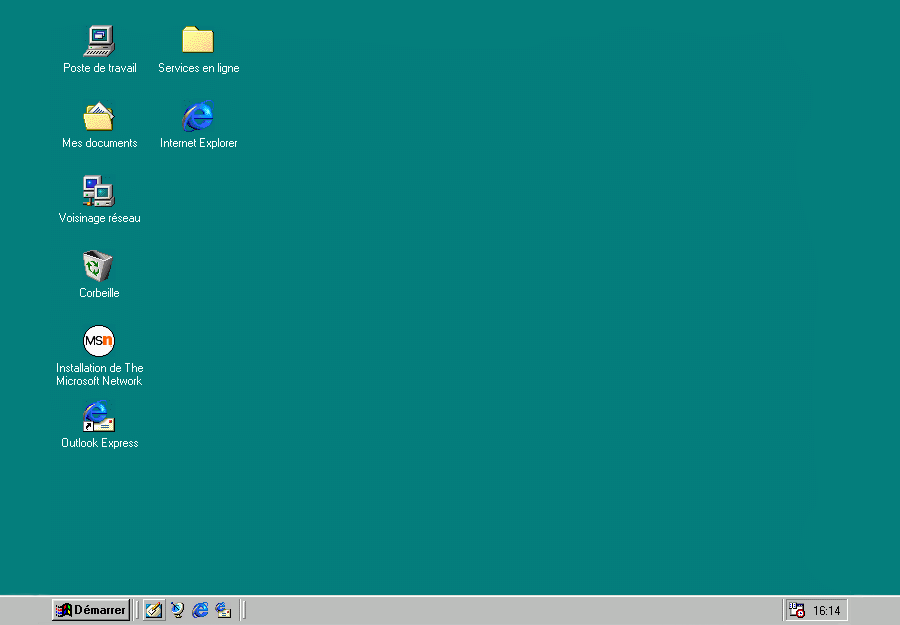 Poste de travail
Services en ligne
Mes documents
Internet Explorer
Voisinage réseau
Corbeille
MSn
Installation de The
Microsoft Network
Outlook Express
Démarrer
16:14